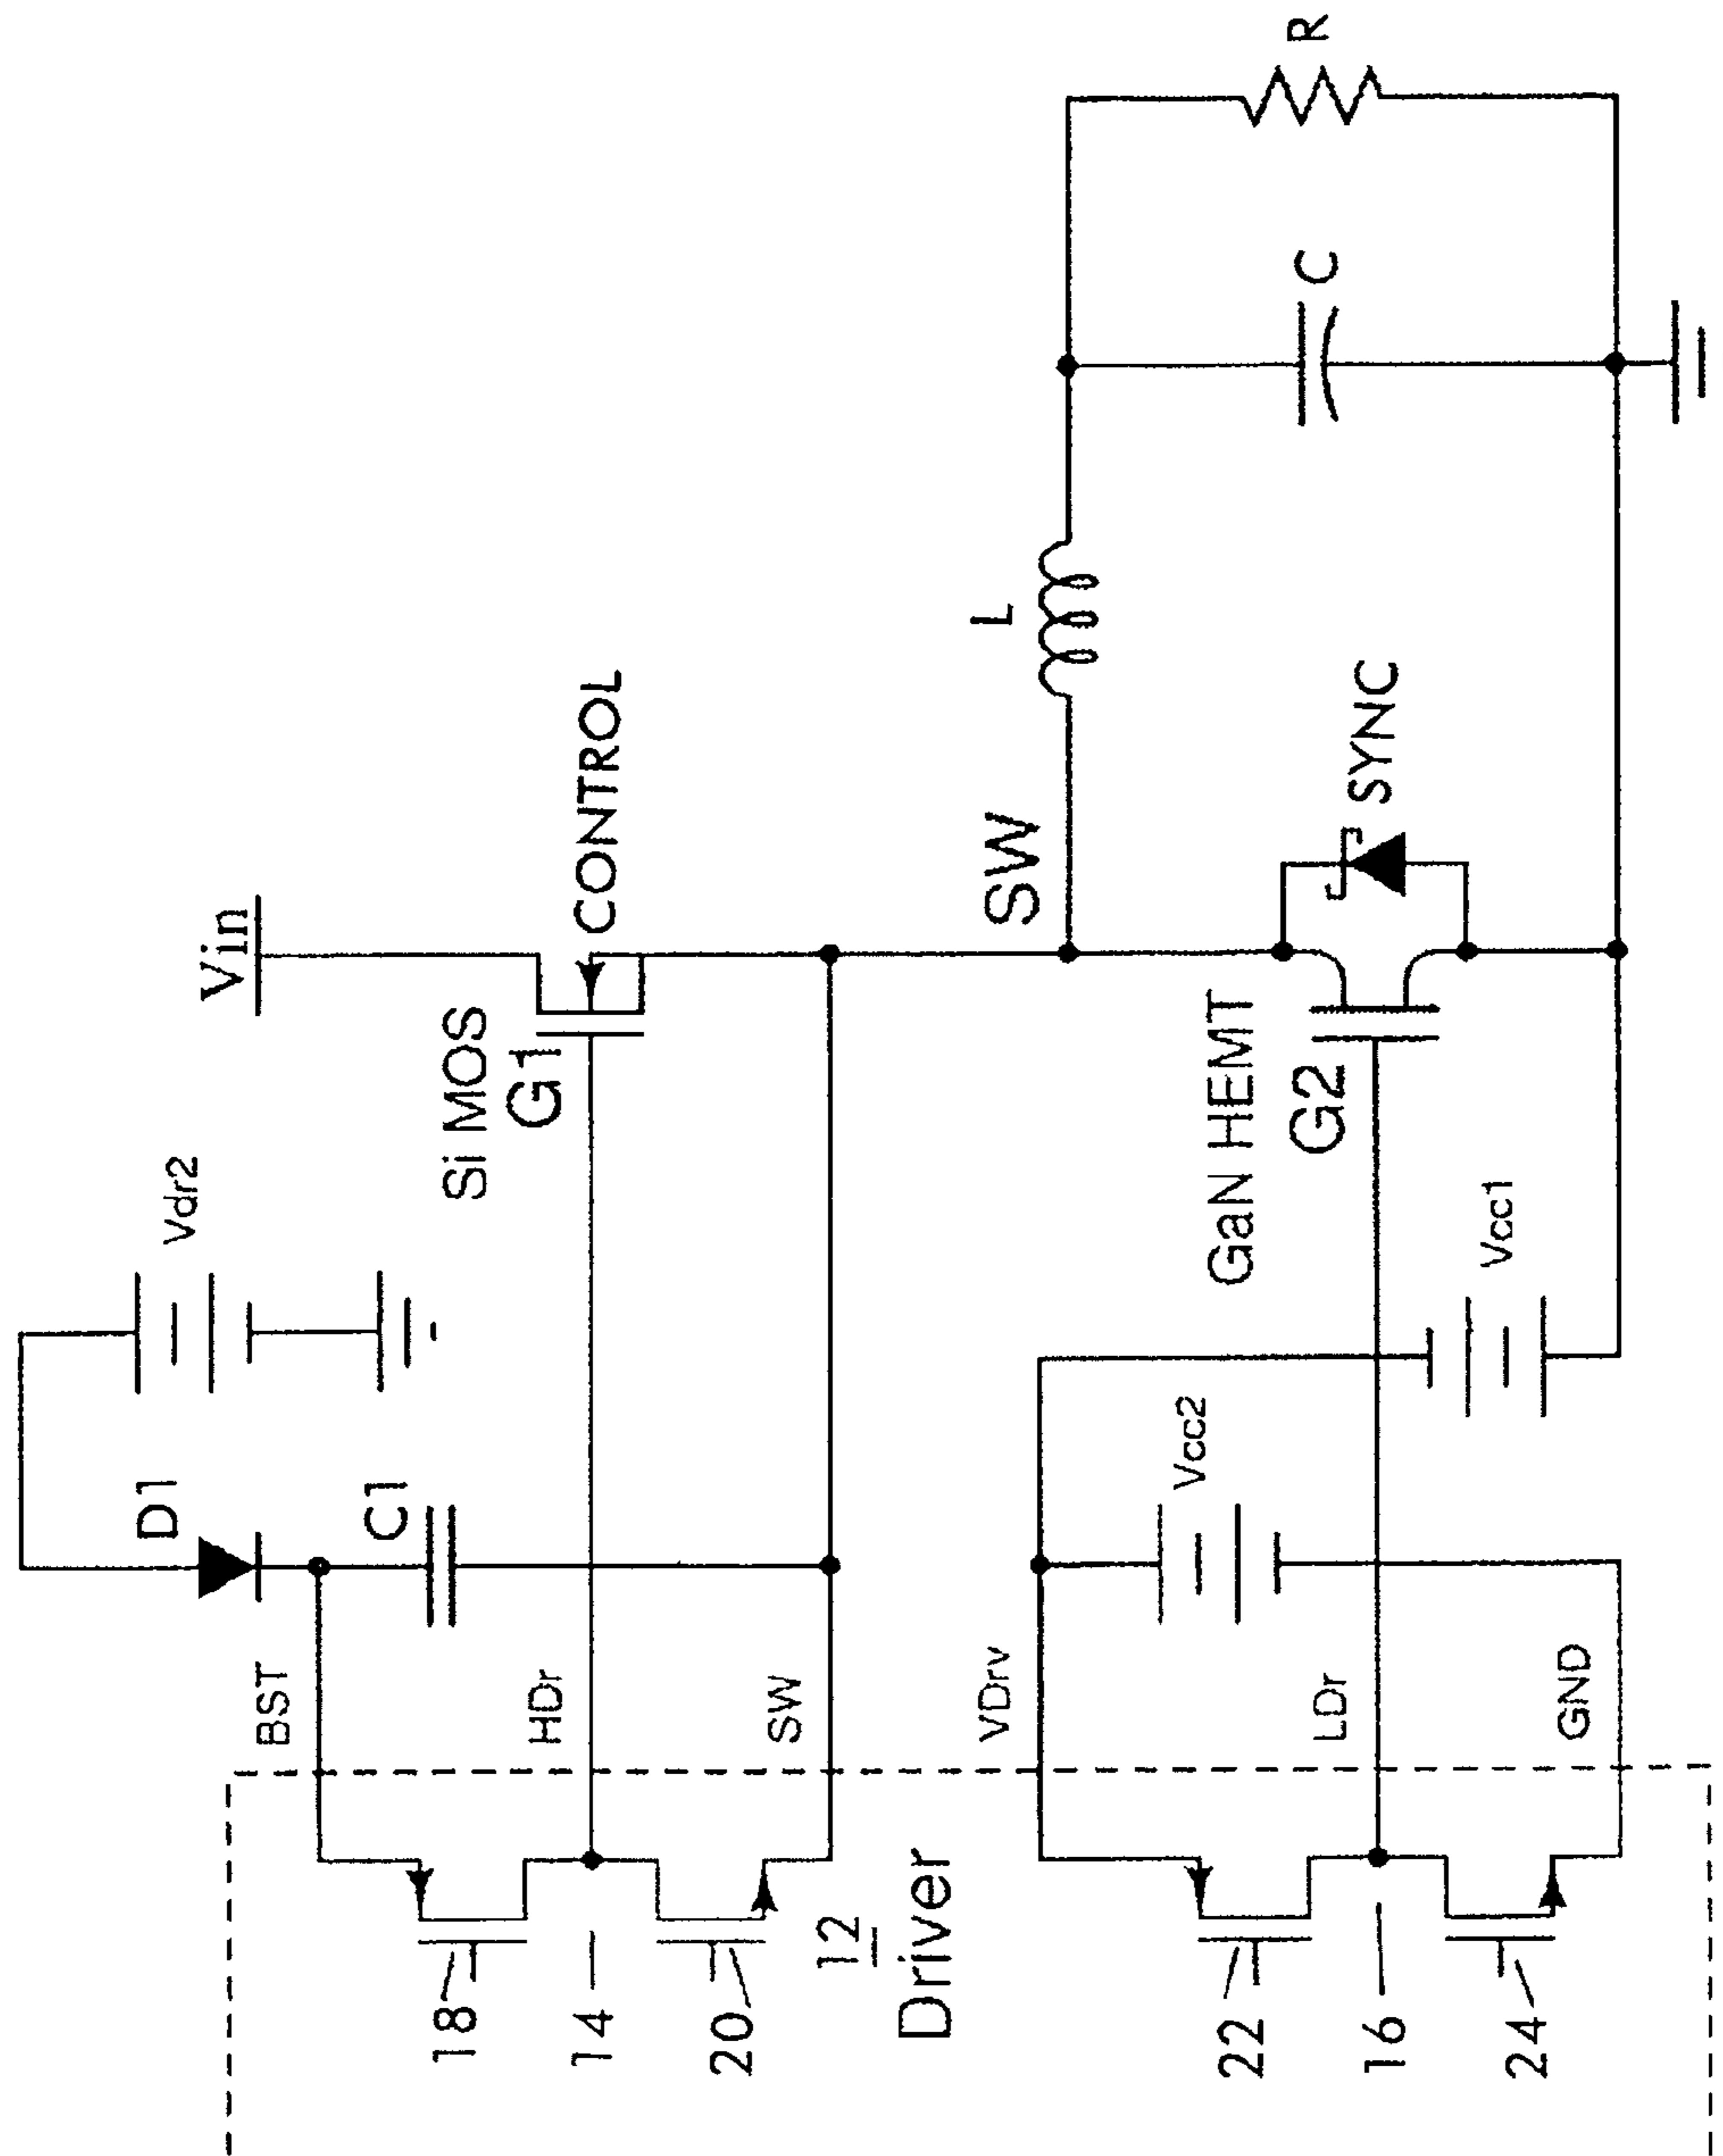 Vdr2
D1
C1
BST
HDr
SW
18
14
20
12
Driver
Vin
Si MOS
G1
CONTROL
SW
L
C
R
VDrv
Vcc2
Vcc1
LDr
GND
22
16
24
GaN HEMT
G2
SYNC